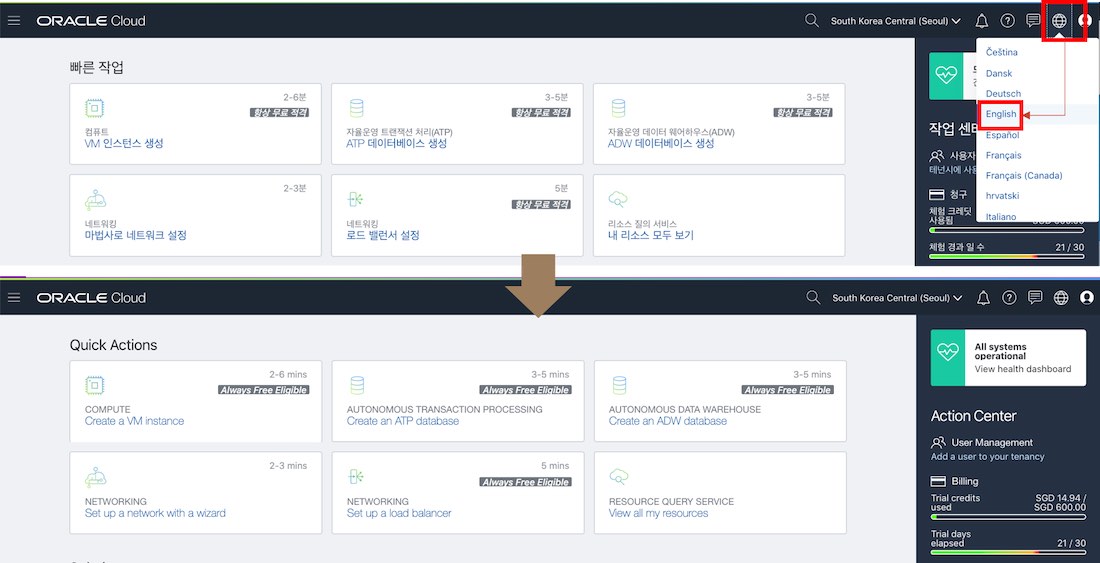 ORACLE Cloud
South Korea Central (Seoul)
Čeština
Dansk
Deutsch
English
Español
Français
Français (Canada)
hrvatski
Italiano
빠른 작업
2-6분
항상 무료 적격
컴퓨트
VM 인스턴스 생성
3-5분
항상 무료 적격
자율운영 트랜잭션 처리(ATP)
ATP 데이터베이스 생성
3-5분
항상 무료 적격
자율운영 데이터 웨어하우스(ADW)
ADW 데이터베이스 생성
2-3분
네트워킹
마법사로 네트워크 설정
5분
항상 무료 적격
네트워킹
로드 밸런서 설정
리소스 질의 서비스
내 리소스 모두 보기
작업 센터
사용자
테넌시에 사용
청구
체험 크레딧
사용됨
체험 경과 일 수
21 / 30
ORACLE Cloud
South Korea Central (Seoul)
Quick Actions
2-6 mins
Always Free Eligible
COMPUTE
Create a VM instance
3-5 mins
Always Free Eligible
AUTONOMOUS TRANSACTION PROCESSING
Create an ATP database
3-5 mins
Always Free Eligible
AUTONOMOUS DATA WAREHOUSE
Create an ADW database
2-3 mins
NETWORKING
Set up a network with a wizard
5 mins
Always Free Eligible
NETWORKING
Set up a load balancer
RESOURCE QUERY SERVICE
View all my resources
All systems
operational
View health dashboard
Action Center
User Management
Add a user to your tenancy
Billing
Trial credits
used
SGD 14.94 /
SGD 600.00
Trial days
elapsed
21 / 30